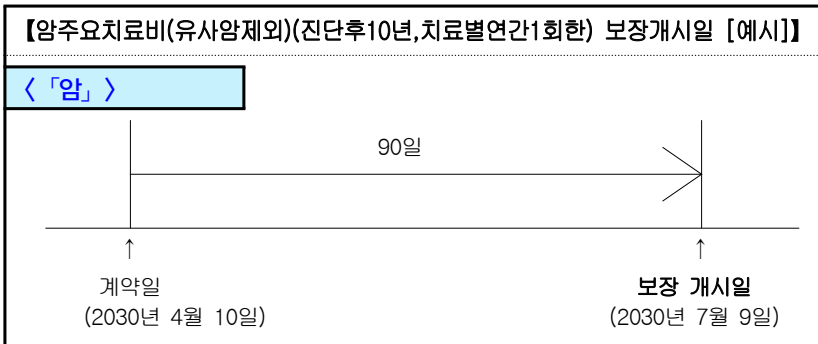 【암주요치료비(유사암제외)(진단후10년,치료별연간1회한) 보장개시일 [예시]】
〈 「암」 〉
90일
↑ ↑
계약일 보장 개시일
(2030년 4월 10일) (2030년 7월 9일)